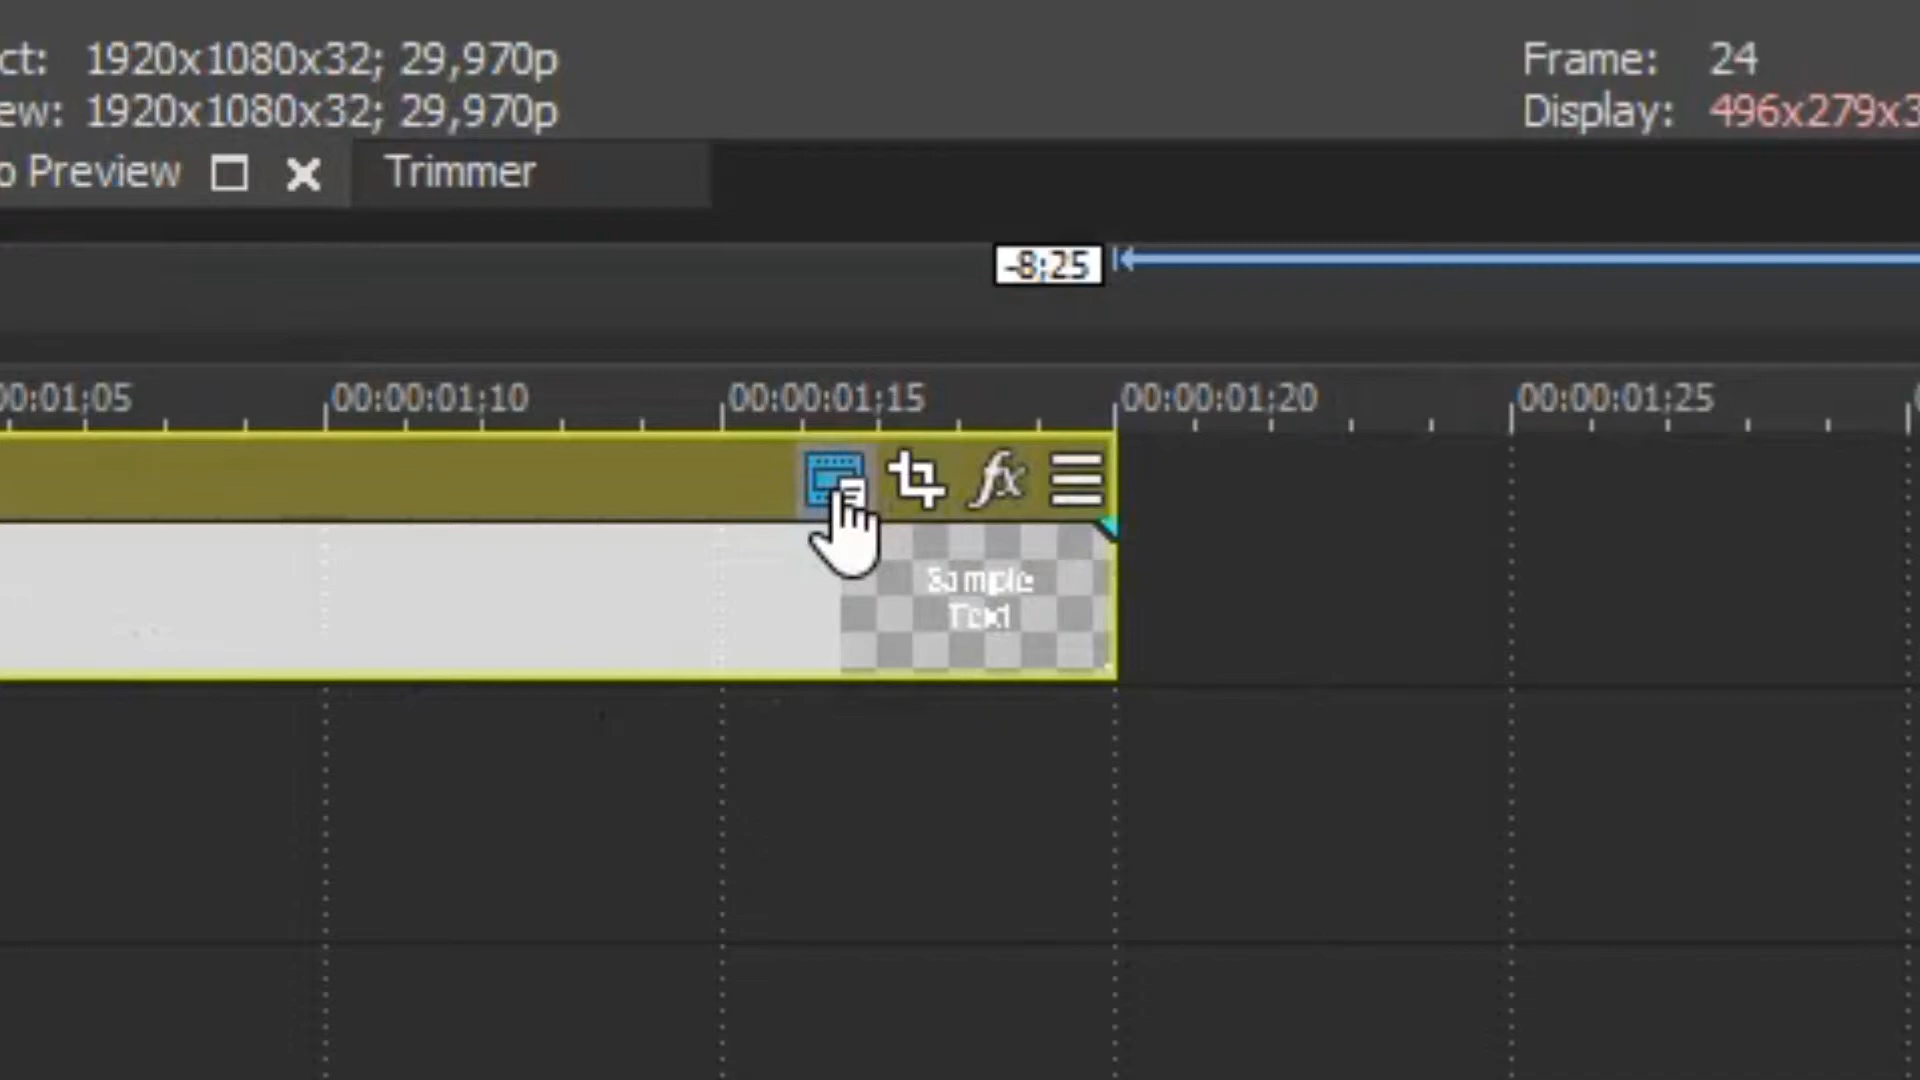 ct: 1920x1080x32; 29,970p
Frame: 24
ew: 1920x1080x32; 29,970p
Display: 496x279x3
o Preview
Trimmer
-8;25
00:01;05
00:00:01;10
00:00:01;15
00:00:01;20
00:00:01;25
fx
Sample
Text